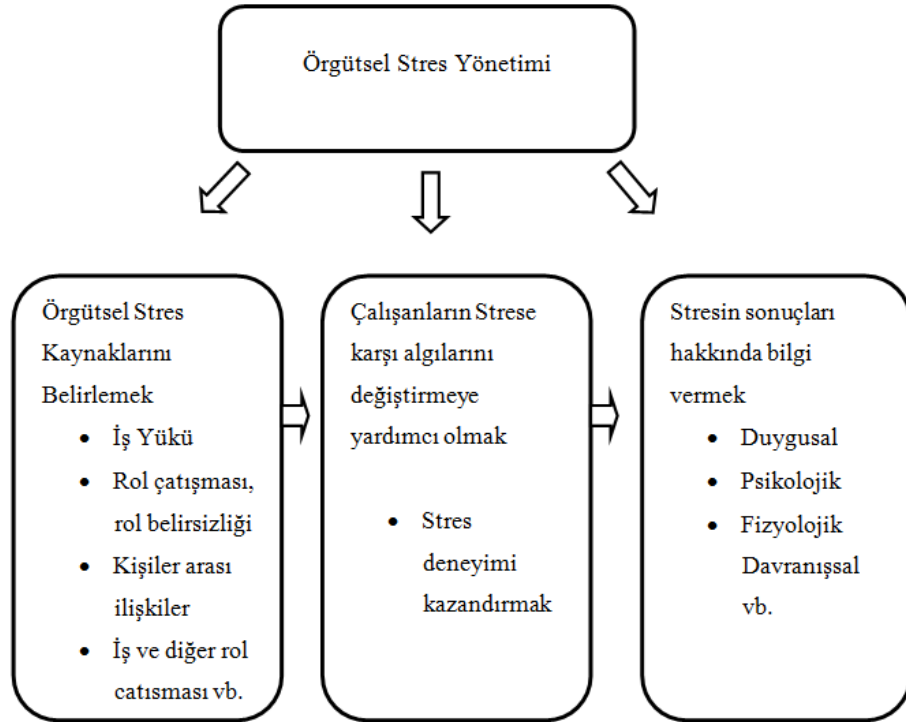 Örgütsel Stres Yönetimi
Örgütsel Stres
Kaynaklarını
Belirlemek
• İş Yükü
• Rol çatışması,
rol belirsizliği
• Kişiler arası
ilişkiler
• İş ve diğer rol
catısması vb.
Çalışanların Strese
karşı algılarını
değiştirmeye
yardımcı olmak
• Stres
deneyimi
kazandırmak
Stresin sonuçları
hakkında bilgi
vermek
• Duygusal
• Psikolojik
• Fizyolojik
Davranışsal
vb.